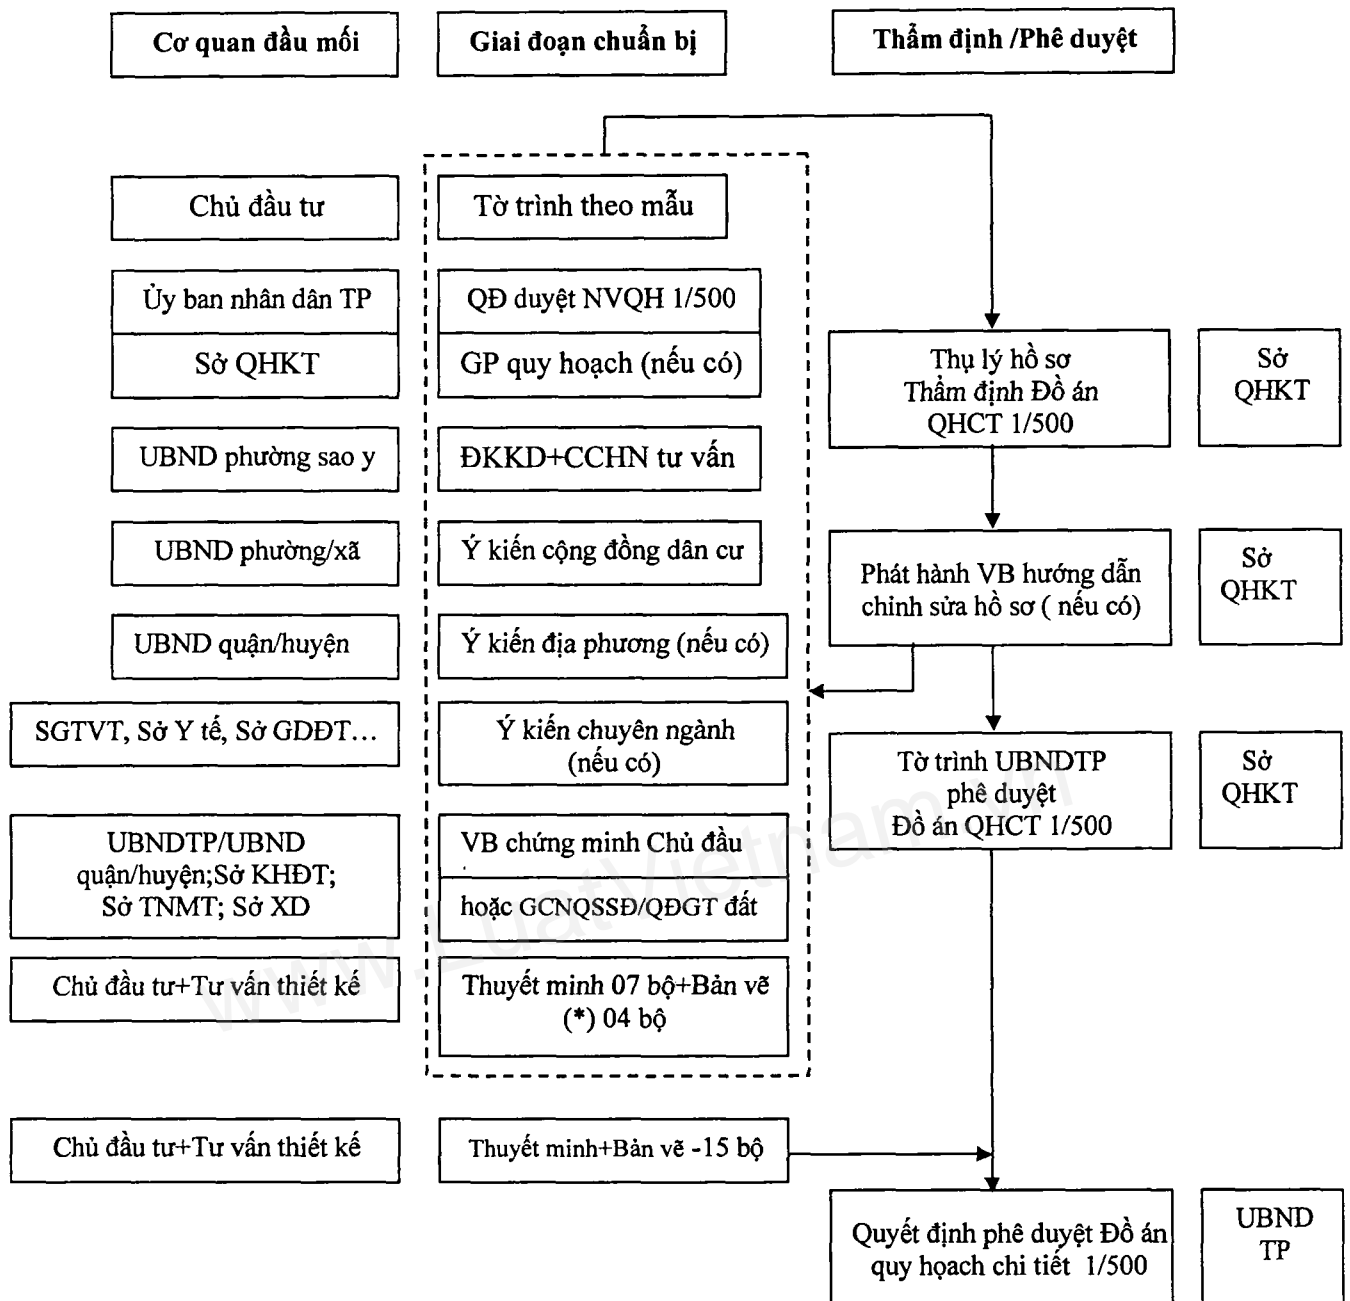 Cơ quan đầu mối
Giai đoạn chuẩn bị
Thẩm định /Phê duyệt
Chủ đầu tư
Tờ trình theo mẫu
Ủy ban nhân dân TP
QĐ duyệt NVQH 1/500
Sở QHKT
GP quy hoạch (nếu có)
Thụ lý hồ sơ
Thẩm định Đồ án
QHCT 1/500
Sở
QHKT
UBND phường sao y
ĐKKD+CCHN tư vấn
UBND phường/xã
Ý kiến cộng đồng dân cư
Phát hành VB hướng dẫn
chỉnh sửa hồ sơ ( nếu có)
Sở
QHKT
UBND quận/huyện
Ý kiến địa phương (nếu có)
SGTVT, Sở Y tế, Sở GDĐT...
Ý kiến chuyên ngành
(nếu có)
Tờ trình UBNDTP
phê duyệt
Đồ án QHCT 1/500
Sở
QHKT
UBNDTP/UBND
quận/huyện;Sở KHĐT;
Sở TNMT; Sở XD
VB chứng minh Chủ đầu
hoặc GCNQSSĐ/QĐGT đất
Chủ đầu tư+Tư vấn thiết kế
Thuyết minh 07 bộ+Bản vẽ
(*) 04 bộ
Chủ đầu tư+Tư vấn thiết kế
Thuyết minh+Bản vẽ -15 bộ
Quyết định phê duyệt Đồ án
quy họach chi tiết 1/500
UBND
TP
www.LuatVietnam.vn